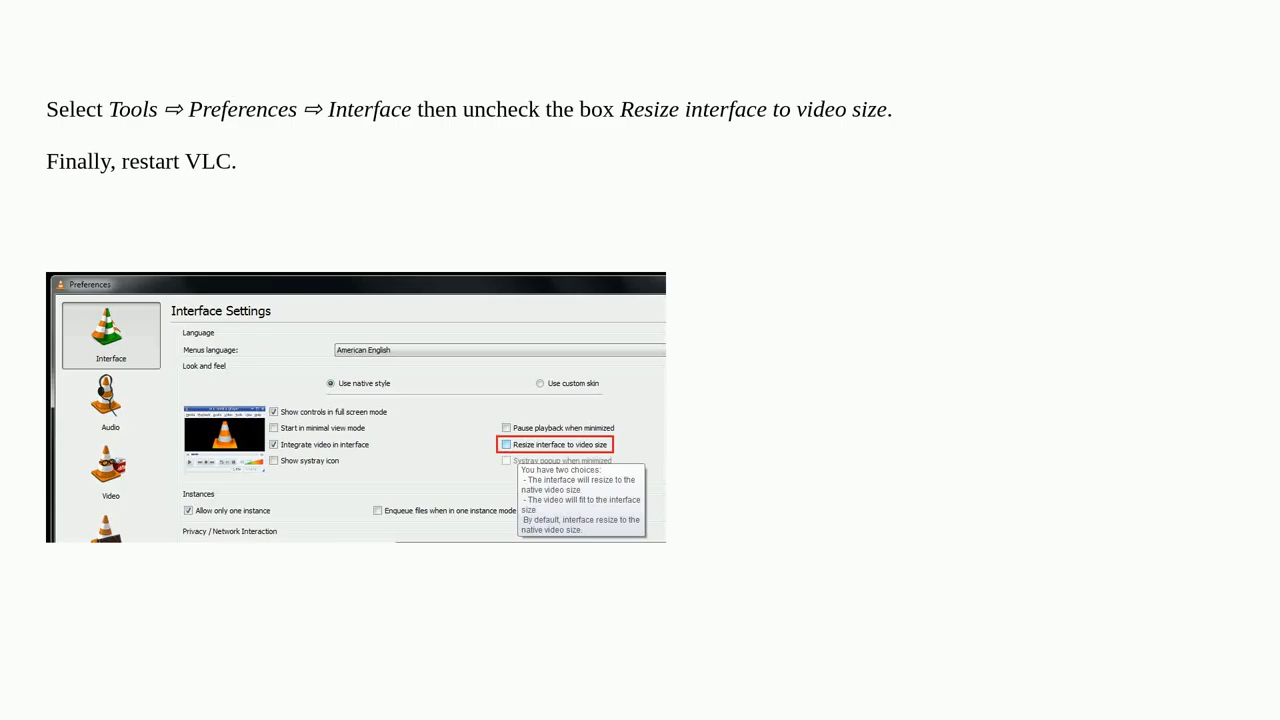 Select Tools ⇨ Preferences ⇨ Interface then uncheck the box Resize interface to video size.
Finally, restart VLC.
Preferences
Interface Settings
Language
Interface
Menus language:
American English
Look and feel
Use native style
Use custom skin
Audio
Show controls in full screen mode
Start in minimal view mode
Pause playback when minimized
Integrate video in interface
Resize interface to video size
Show systray icon
Systray popup when minimized
You have two choices:
- The interface will resize to the
native video size
- The video will fit to the interface
size
By default, interface resize to the
native video size.
Video
Instances
Allow only one instance
Enqueue files when in one instance mode
Privacy / Network Interaction